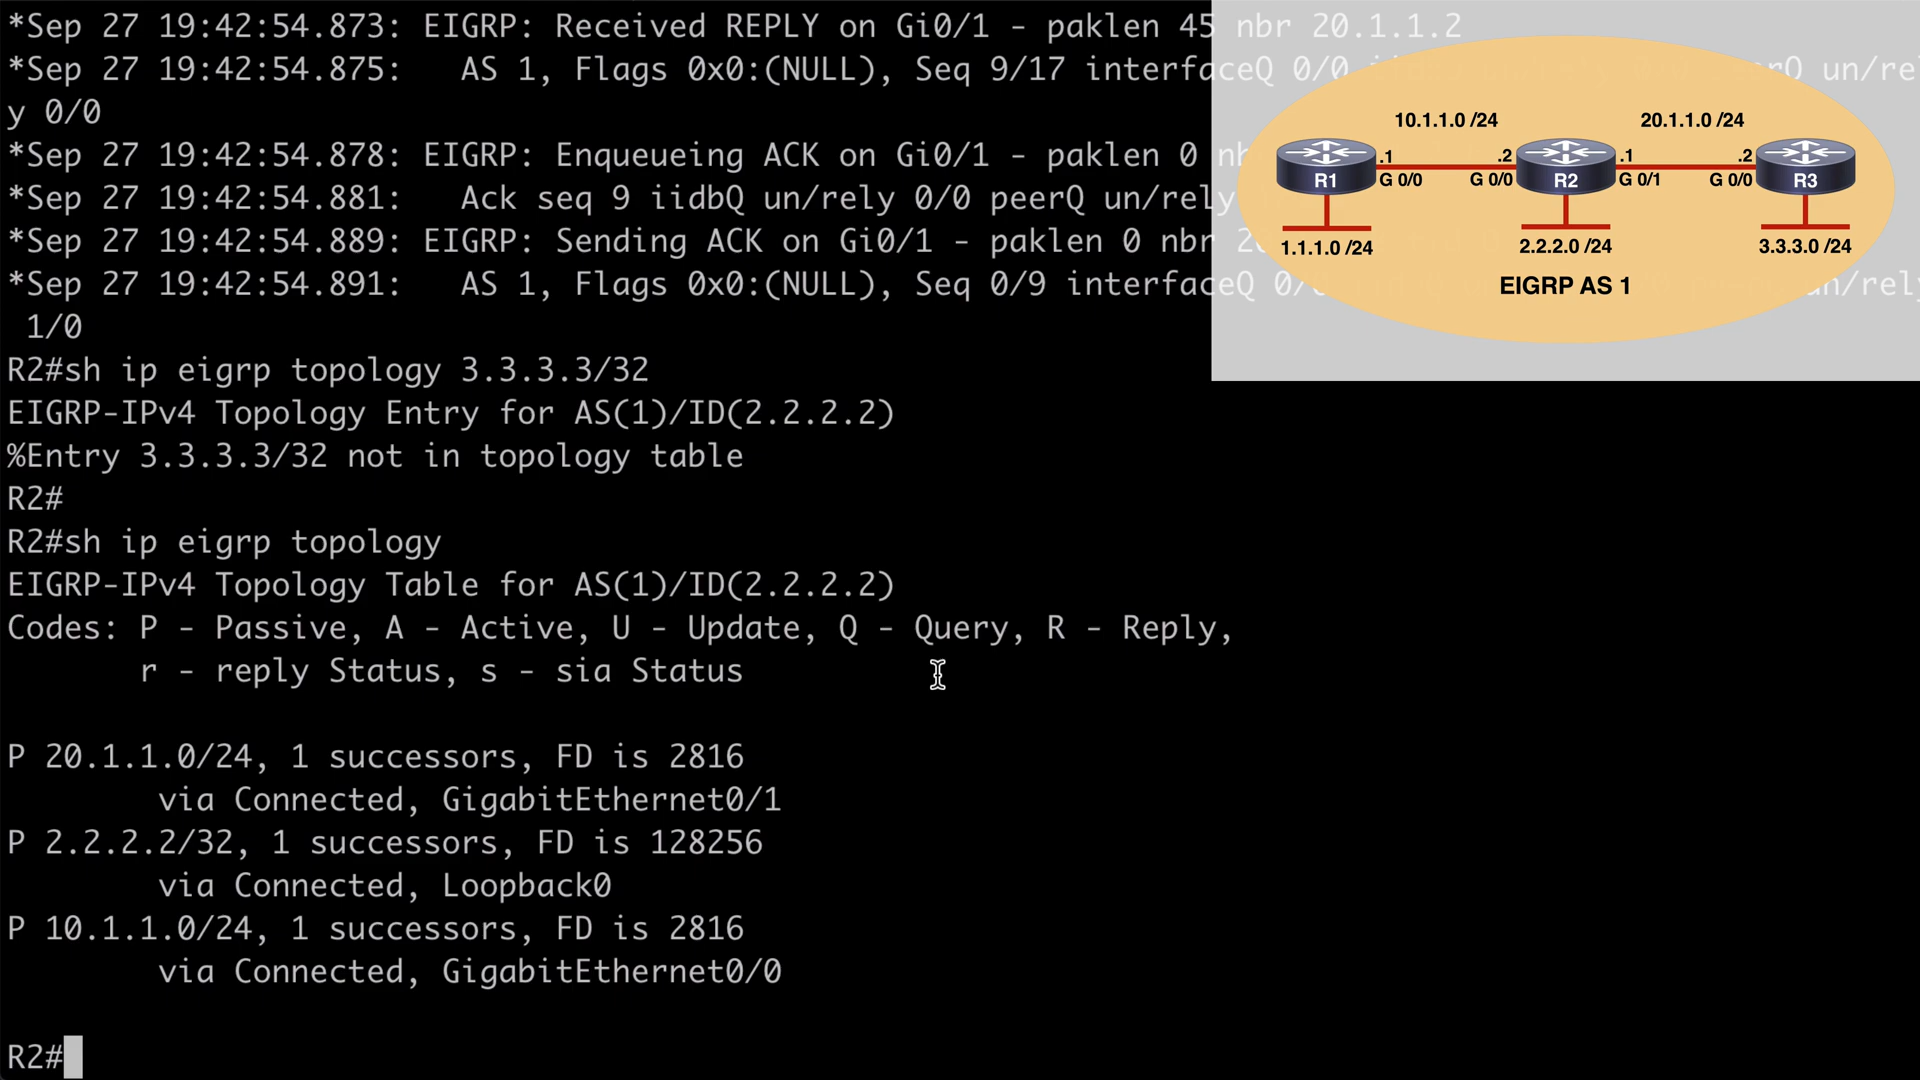 *Sep 27 19:42:54.873: EIGRP: Received REPLY on Gi0/1 - paklen 45 nbr 20.1.1.2
*Sep 27 19:42:54.875:   AS 1, Flags 0x0:(NULL), Seq 9/17 interfaceQ 0/0 un/rel
y 0/0
*Sep 27 19:42:54.878: EIGRP: Enqueueing ACK on Gi0/1 - paklen 0
*Sep 27 19:42:54.881:   Ack seq 9 iidbQ un/rely 0/0 peerQ un/rely
*Sep 27 19:42:54.889: EIGRP: Sending ACK on Gi0/1 - paklen 0 nbr
*Sep 27 19:42:54.891:   AS 1, Flags 0x0:(NULL), Seq 0/9 interfaceQ un/rely
1/0
R2#sh ip eigrp topology 3.3.3.3/32
EIGRP-IPv4 Topology Entry for AS(1)/ID(2.2.2.2)
%Entry 3.3.3.3/32 not in topology table
R2#
R2#sh ip eigrp topology
EIGRP-IPv4 Topology Table for AS(1)/ID(2.2.2.2)
Codes: P - Passive, A - Active, U - Update, Q - Query, R - Reply,
       r - reply Status, s - sia Status
P 20.1.1.0/24, 1 successors, FD is 2816
        via Connected, GigabitEthernet0/1
P 2.2.2.2/32, 1 successors, FD is 128256
        via Connected, Loopback0
P 10.1.1.0/24, 1 successors, FD is 2816
        via Connected, GigabitEthernet0/0
R2#
10.1.1.0 /24 20.1.1.0 /24
.1 .2 .1 .2
R1 G 0/0 G 0/0 R2 G 0/1 G 0/0 R3
1.1.1.0 /24 2.2.2.0 /24 3.3.3.0 /24
EIGRP AS 1